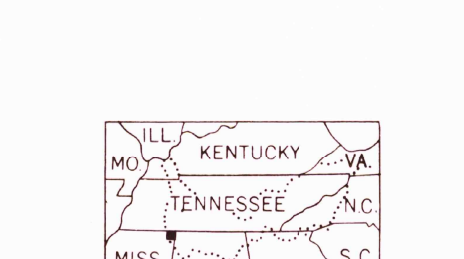 ILL.
KENTUCKY
MO.
VA.
TENNESSEE
N.C.
MISS.
S.C.